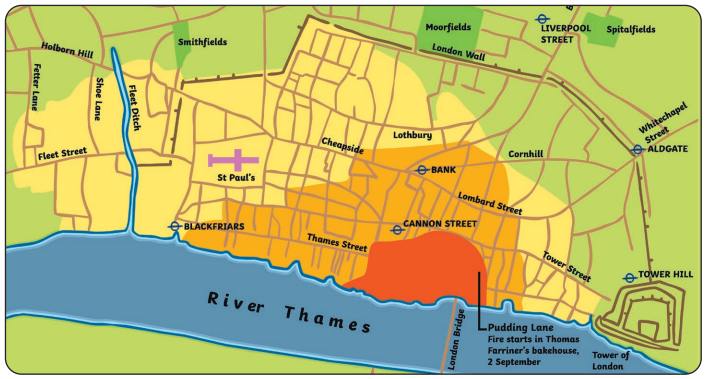 Moorfields
LIVERPOOL
STREET
Spitalfields
Smithfields
Holborn Hill
London Wall
Fetter Lane
Shoe Lane
Fleet Ditch
Whitechapel
Street
ALDGATE
Lothbury
Cheapside
Cornhill
Fleet Street
St Paul's
BANK
Lombard Street
BLACKFRIARS
CANNON STREET
Thames Street
Tower Street
TOWER HILL
River Thames
London Bridge
Pudding Lane
Fire starts in Thomas
Farriner's bakehouse,
2 September
Tower of
London